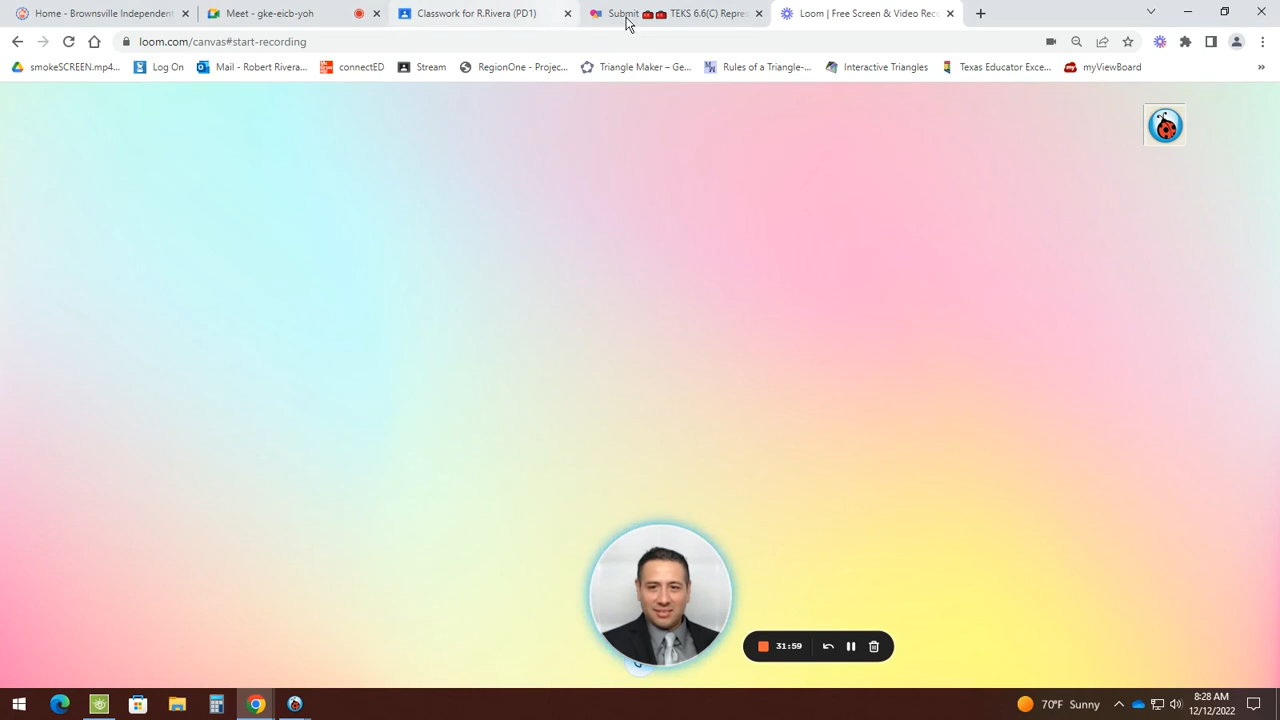 Home - Brownsville Independent
Meet - gke-eicb-yoh
Classwork for R.Rivera (PD1)
Submit 🧰🧰 TEKS 6.6(C) Repres
Loom | Free Screen & Video Rec
loom.com/canvas#start-recording
smokeSCREEN.mp4...
Log On
Mail - Robert Rivera...
connectED
Stream
RegionOne - Projec...
Triangle Maker – Ge...
Rules of a Triangle-...
Interactive Triangles
Texas Educator Exce...
myViewBoard
»
31:59
70°F Sunny
8:28 AM
12/12/2022